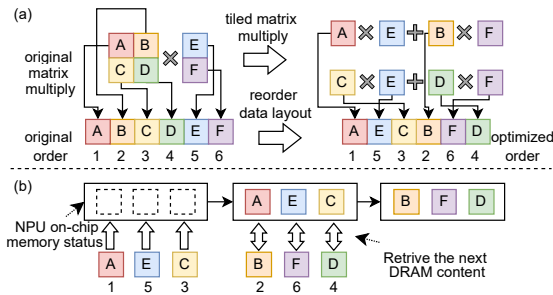 (a)
original
matrix
multiply
A B
C D
E
F
tiled matrix
multiply
A E B F
C E D F
reorder
data layout
original
order
A B C D E F
1 2 3 4 5 6
A E C B F D
1 5 3 2 6 4
optimized
order
(b)
NPU on-chip
memory status
A E C
B F D
A E C
1 5 3
B F D
2 6 4
Retrive the next
DRAM content